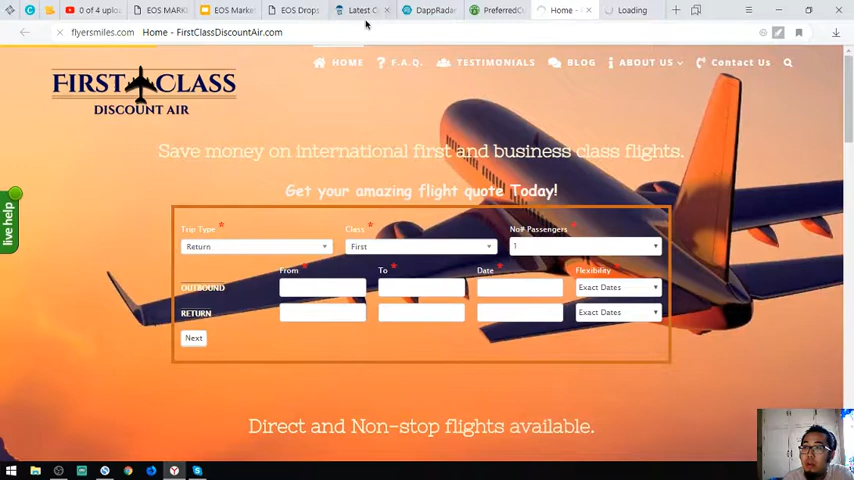 0 of 4 uploa
EOS MARK
EOS Marke
EOS Drops
Latest C
DappRadar
PreferredC
Home -
Loading
flyersmiles.com Home - FirstClassDiscountAir.com
FIRST CLASS
DISCOUNT AIR
HOME
F.A.Q.
TESTIMONIALS
BLOG
ABOUT US
Contact Us
Save money on international first and business class flights.
Get your amazing flight quote Today!
Trip Type * Class * No# Passengers *
Return First 1
From * To * Date * Flexibility *
OUTBOUND Exact Dates
RETURN Exact Dates
Next
live help
Direct and Non-stop flights available.